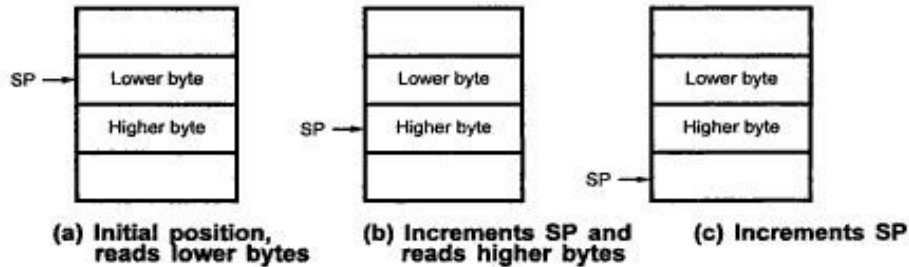 SP
Lower byte
Higher byte
(a) Initial position,
reads lower bytes
Lower byte
SP
Higher byte
(b) Increments SP and
reads higher bytes
Lower byte
Higher byte
SP
(c) Increments SP